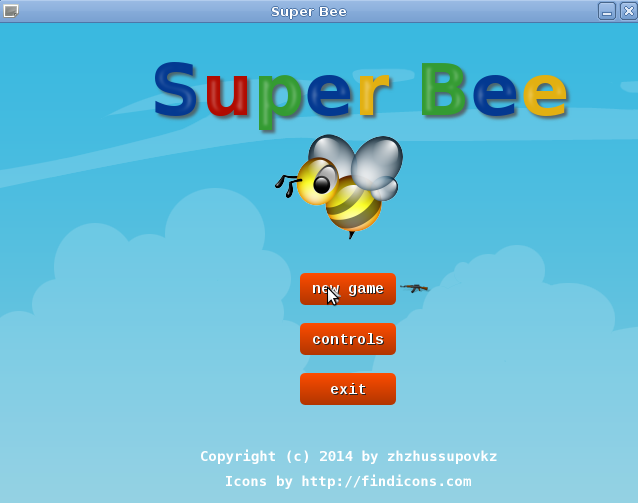 Super Bee
Super Bee
new game
controls
exit
Copyright (c) 2014 by zhzhussupovkz
Icons by http://findicons.com